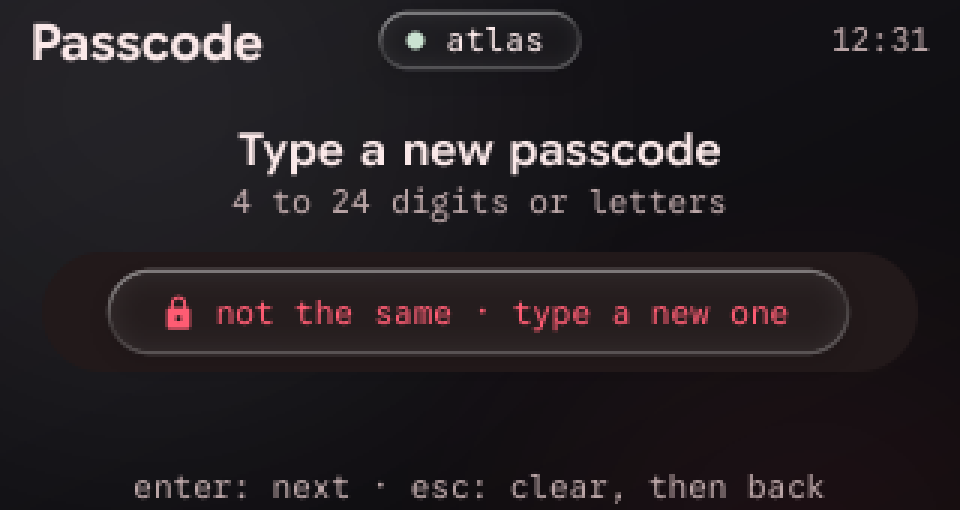 Passcode
atlas
12:31
Type a new passcode
4 to 24 digits or letters
not the same · type a new one
enter: next · esc: clear, then back